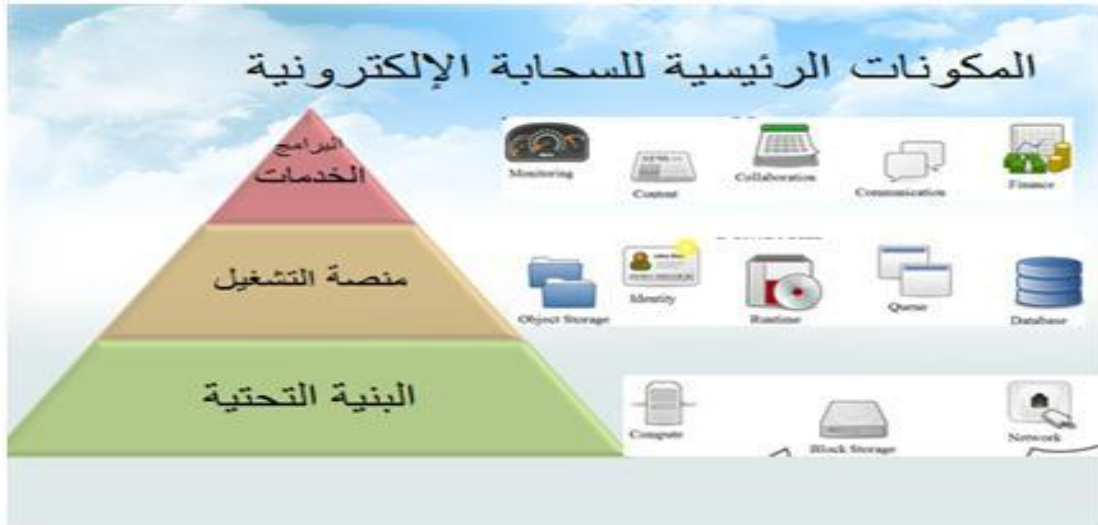 المكونات الرئيسية للسحابة الإلكترونية
البرامج
الخدمات
Monitoring
Content
Collaboration
Communication
Finance
منصة التشغيل
Object Storage
Identity
Runtime
Queue
Database
البنية التحتية
Compute
Block Storage
Network